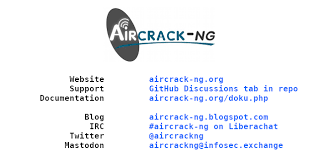 AIRCRACK-NG
Website aircrack-ng.org
Support GitHub Discussions tab in repo
Documentation aircrack-ng.org/doku.php
Blog aircrack-ng.blogspot.com
IRC #aircrack-ng on Liberachat
Twitter @aircrackng
Mastodon aircrackng@infosec.exchange